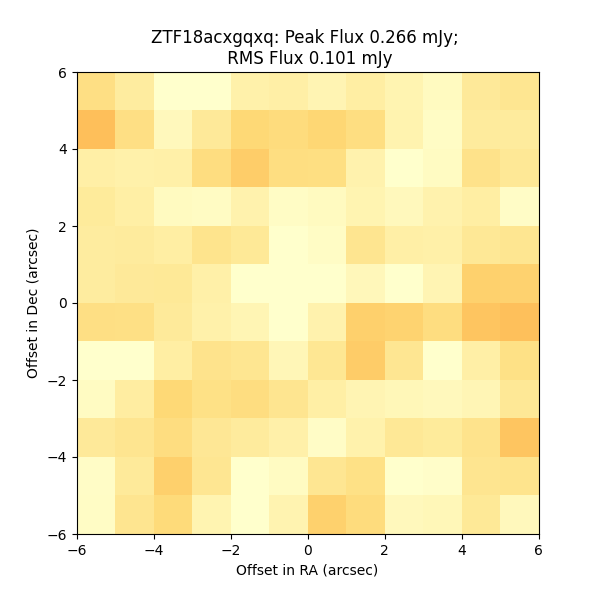 ZTF18acxgqxq: Peak Flux 0.266 mJy;
RMS Flux 0.101 mJy
6
4
2
0
−2
−4
−6
Offset in Dec (arcsec)
−6 −4 −2 0 2 4 6
Offset in RA (arcsec)